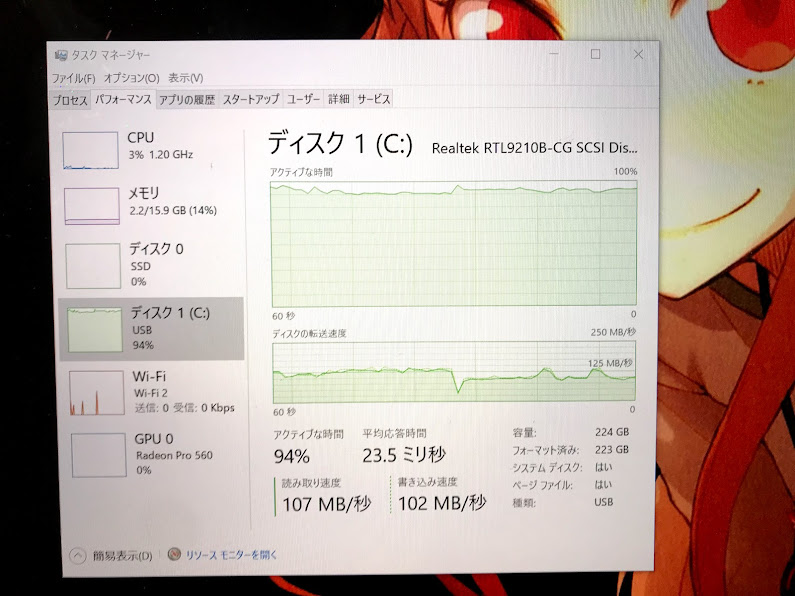 タスク マネージャー
ファイル(F) オプション(O) 表示(V)
プロセス パフォーマンス アプリの履歴 スタートアップ ユーザー 詳細 サービス
CPU
3% 1.20 GHz
メモリ
2.2/15.9 GB (14%)
ディスク 0
SSD
0%
ディスク 1 (C:)
USB
94%
Wi-Fi
Wi-Fi 2
送信: 0 受信: 0 Kbps
GPU 0
Radeon Pro 560
0%
ディスク 1 (C:) Realtek RTL9210B-CG SCSI Dis...
アクティブな時間 100%
60 秒 0
ディスクの転送速度 250 MB/秒
125 MB/秒
60 秒 0
アクティブな時間 平均応答時間
94% 23.5 ミリ秒
読み取り速度 書き込み速度
107 MB/秒 102 MB/秒
容量: 224 GB
フォーマット済み: 223 GB
システム ディスク: はい
ページ ファイル: はい
種類: USB
簡易表示(D) リソース モニターを開く